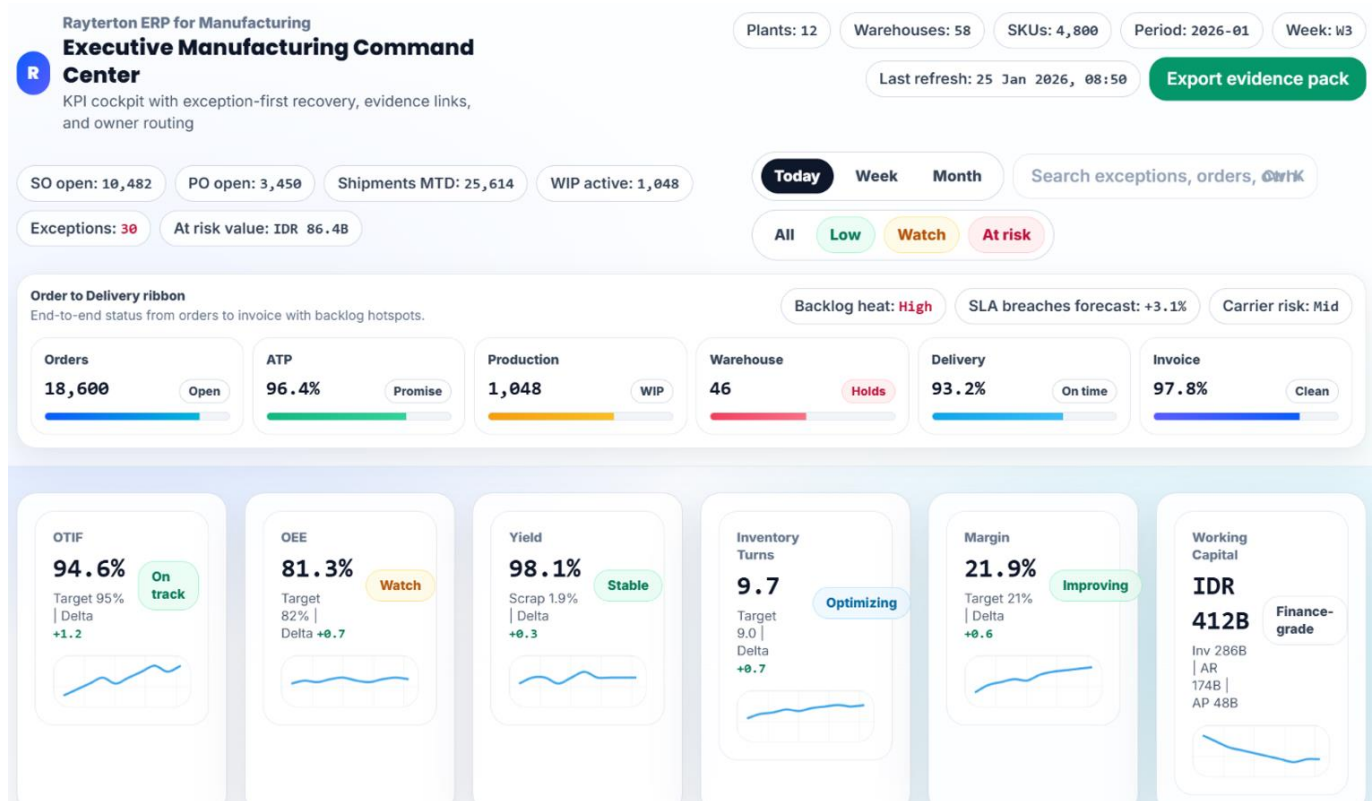 Rayterton ERP for Manufacturing
R
Executive Manufacturing Command
Center
KPI cockpit with exception-first recovery, evidence links,
and owner routing
Plants: 12
Warehouses: 58
SKUs: 4,800
Period: 2026-01
Week: W3
Last refresh: 25 Jan 2026, 08:50
Export evidence pack
SO open: 10,482
PO open: 3,450
Shipments MTD: 25,614
WIP active: 1,048
Exceptions: 30
At risk value: IDR 86.4B
Today
Week
Month
Search exceptions, orders,
All
Low
Watch
At risk
Order to Delivery ribbon
End-to-end status from orders to invoice with backlog hotspots.
Backlog heat: High
SLA breaches forecast: +3.1%
Carrier risk: Mid
Orders
18,600
Open
ATP
96.4%
Promise
Production
1,048
WIP
Warehouse
46
Holds
Delivery
93.2%
On time
Invoice
97.8%
Clean
OTIF
94.6%
On
track
Target 95%
| Delta
+1.2
OEE
81.3%
Watch
Target
82% |
Delta +0.7
Yield
98.1%
Stable
Scrap 1.9%
| Delta
+0.3
Inventory
Turns
9.7
Optimizing
Target
9.0 |
Delta
+0.7
Margin
21.9%
Improving
Target 21%
| Delta
+0.6
Working
Capital
IDR
412B
Finance-
grade
Inv 286B
| AR
174B |
AP 48B